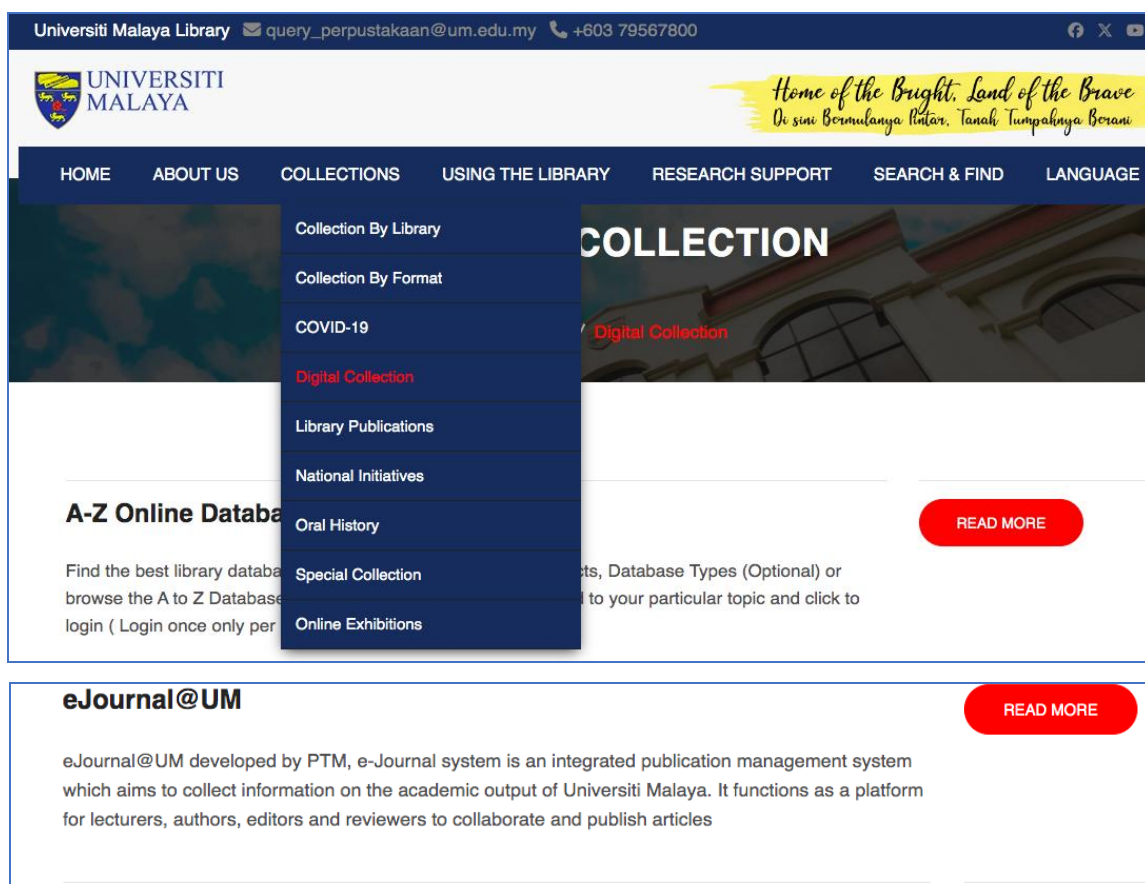 Universiti Malaya Library query_perpustakaan@um.edu.my +603 79567800
UNIVERSITI
MALAYA
Home of the Bright, Land of the Brave
Di sini Bermulanya Pintar, Tanah Tumpahnya Berani
HOME ABOUT US COLLECTIONS USING THE LIBRARY RESEARCH SUPPORT SEARCH & FIND LANGUAGE
Collection By Library
Collection By Format
COVID-19
Digital Collection
Library Publications
National Initiatives
Oral History
Special Collection
Online Exhibitions
COLLECTION
/ Digital Collection
A-Z Online Databa
READ MORE
Find the best library databa cts, Database Types (Optional) or
browse the A to Z Database to your particular topic and click to
login ( Login once only per
eJournal@UM
READ MORE
eJournal@UM developed by PTM, e-Journal system is an integrated publication management system
which aims to collect information on the academic output of Universiti Malaya. It functions as a platform
for lecturers, authors, editors and reviewers to collaborate and publish articles